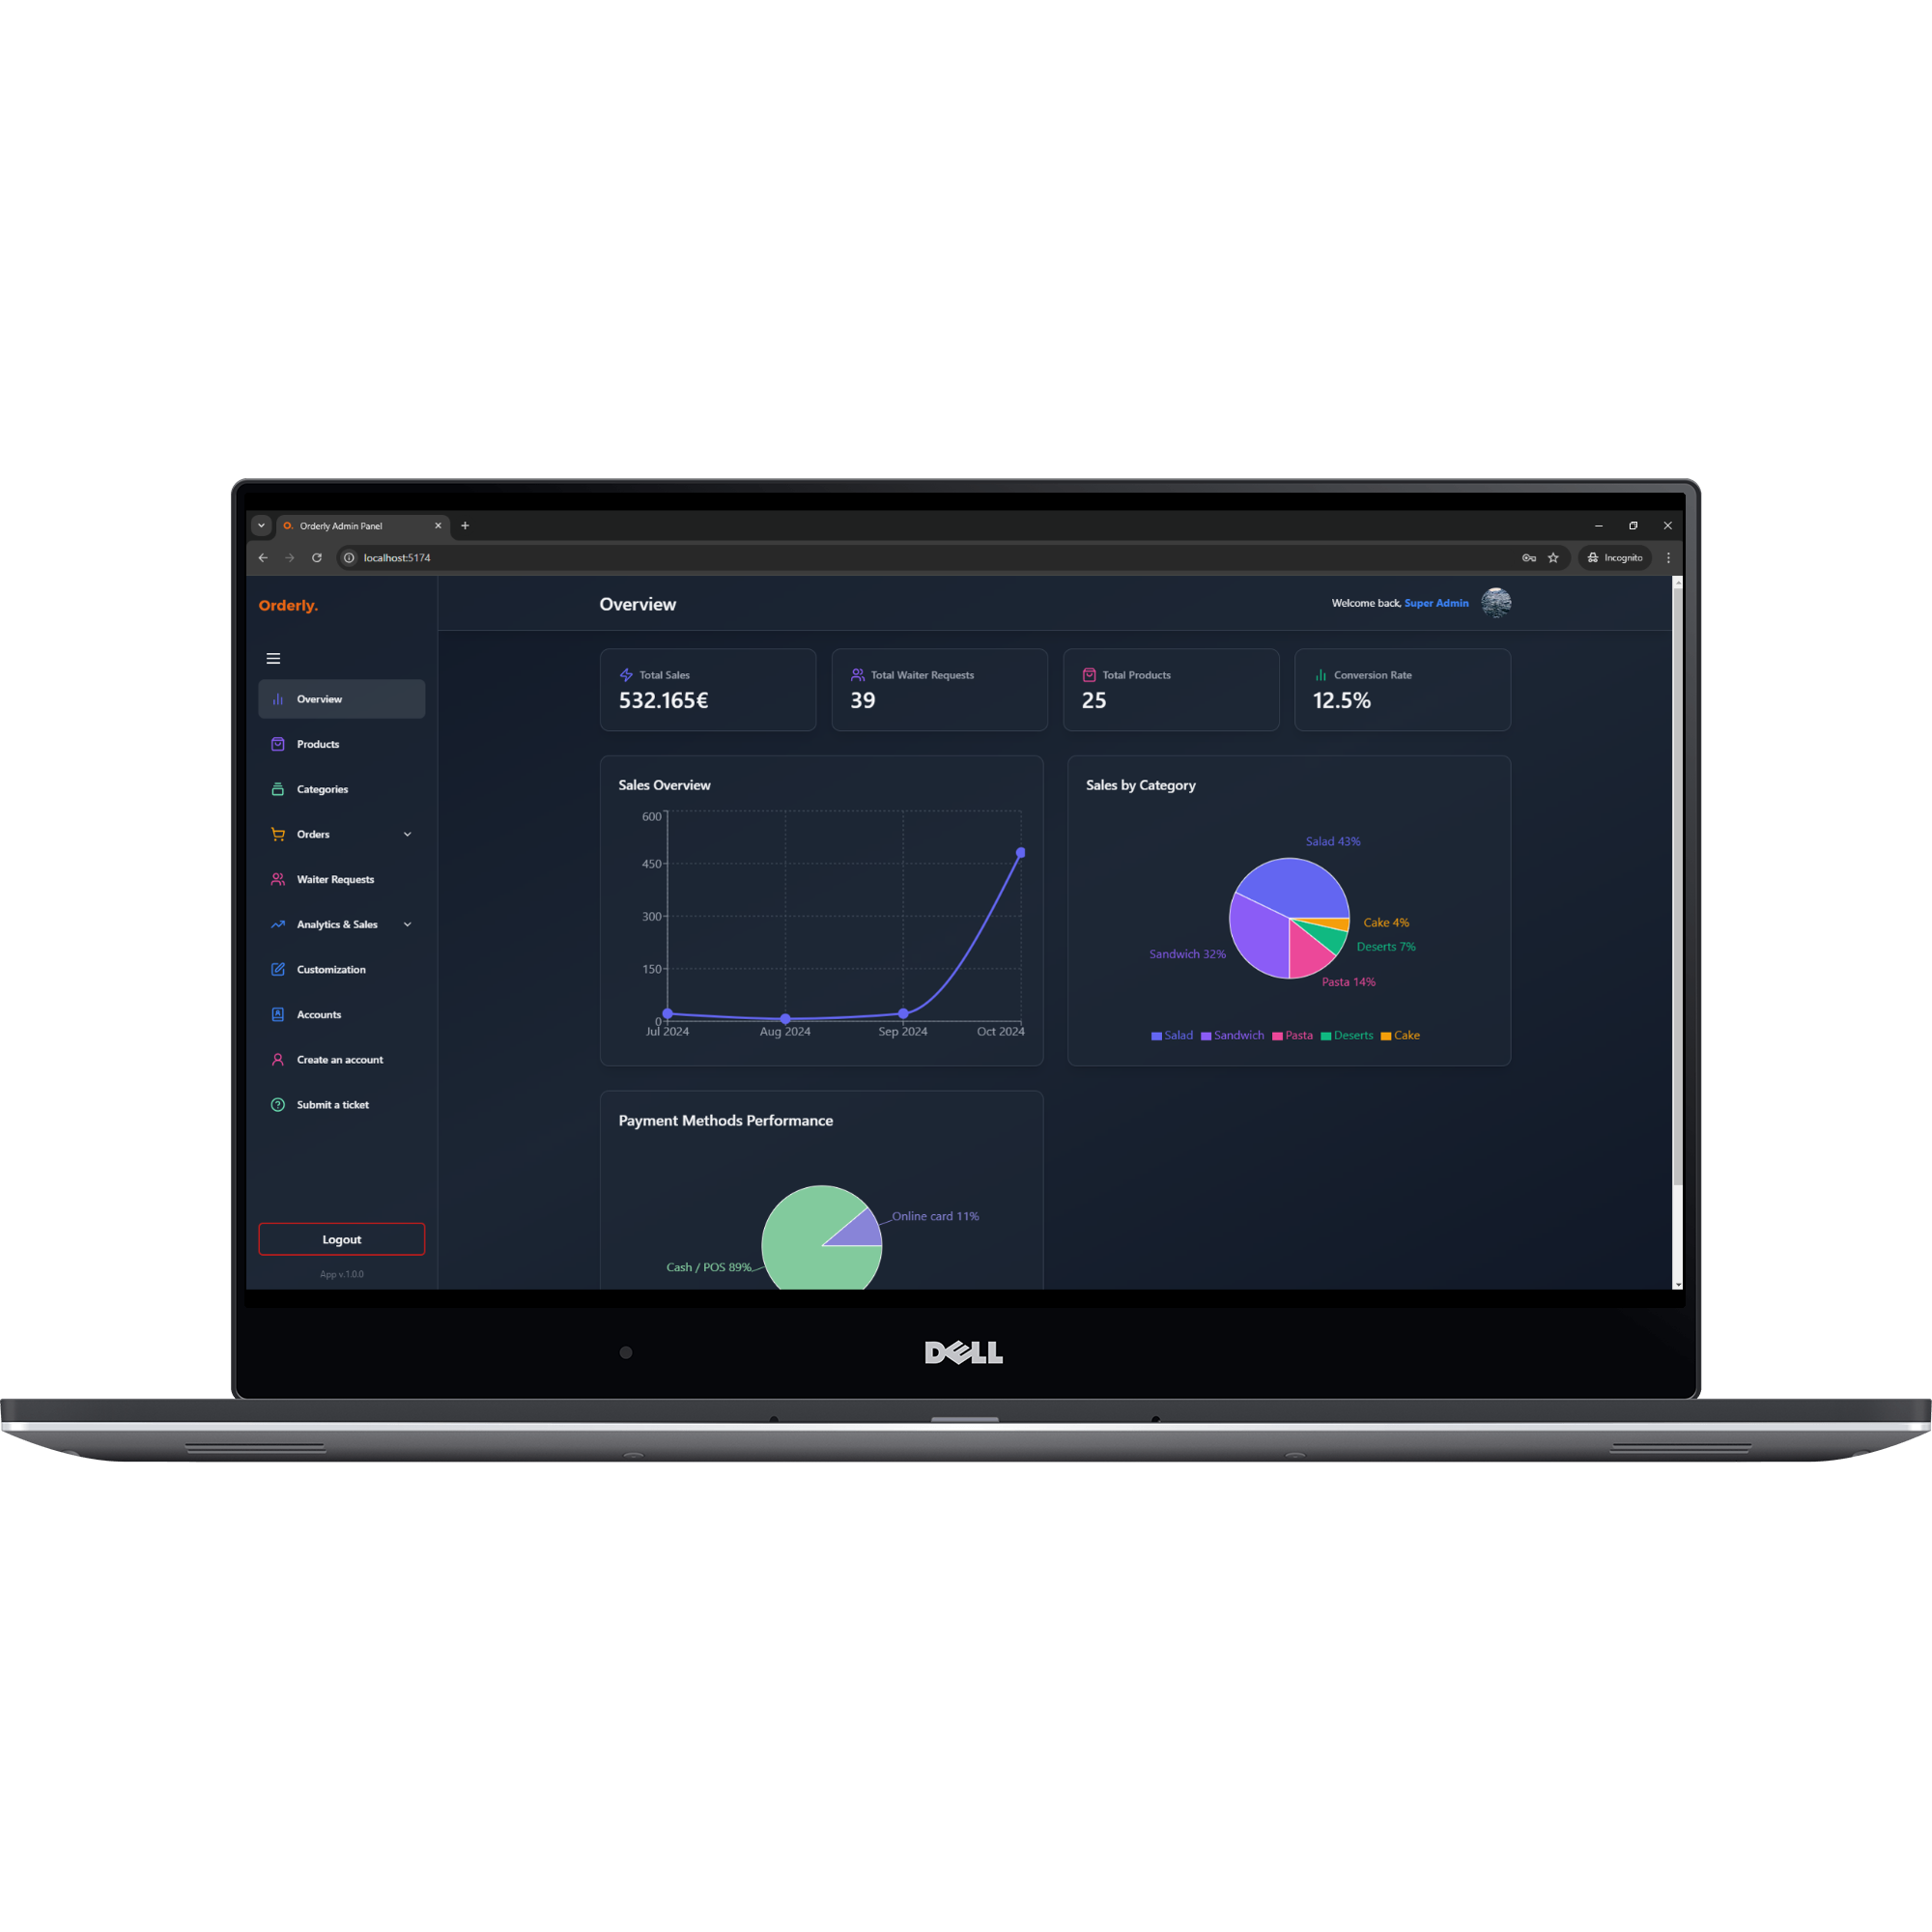 O. Orderly Admin Panel
localhost:5174
Incognito
Orderly.
Overview
Products
Categories
Orders
Waiter Requests
Analytics & Sales
Customization
Accounts
Create an account
Submit a ticket
Logout
App v.1.0.0
Overview
Welcome back, Super Admin
Total Sales
532.165€
Total Waiter Requests
39
Total Products
25
Conversion Rate
12.5%
Sales Overview
600
450
300
150
0
Jul 2024 Aug 2024 Sep 2024 Oct 2024
Sales by Category
Salad 43%
Cake 4%
Deserts 7%
Sandwich 32%
Pasta 14%
Salad Sandwich Pasta Deserts Cake
Payment Methods Performance
Online card 11%
Cash / POS 89%
DELL